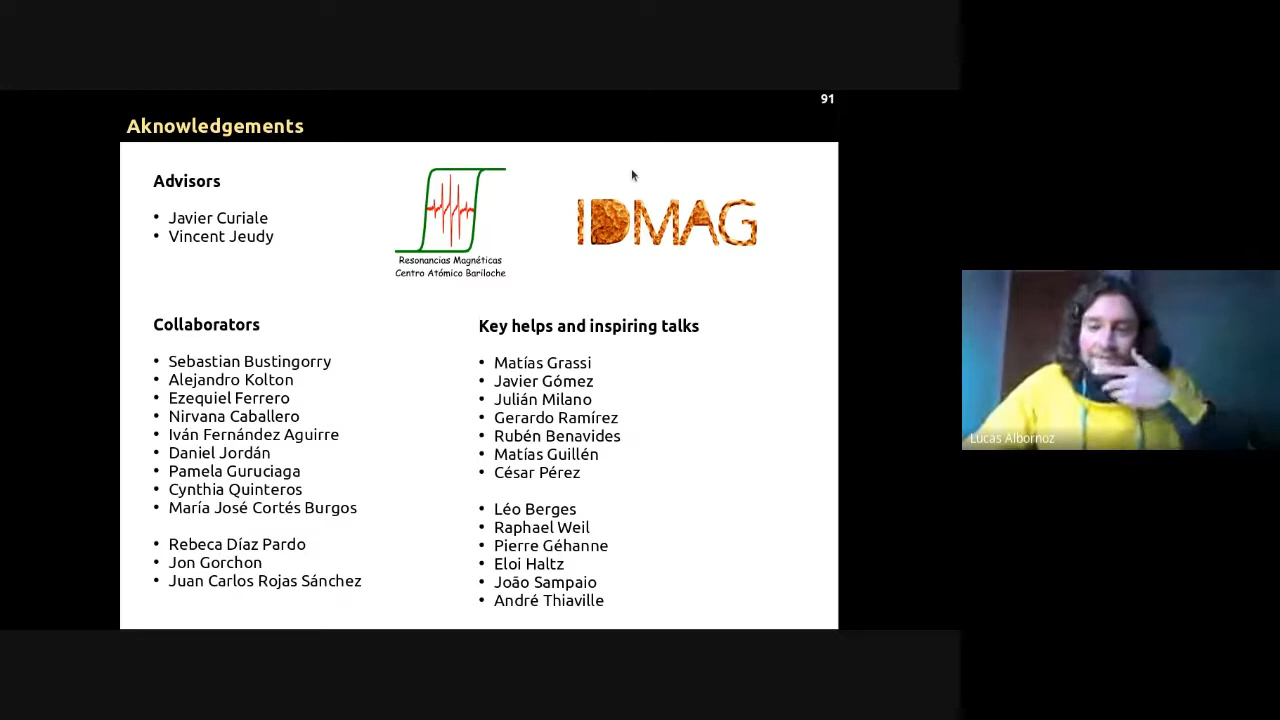 91
Aknowledgements
Advisors
• Javier Curiale
• Vincent Jeudy
Resonancias Magnéticas
Centro Atómico Bariloche
IDMAG
Collaborators
• Sebastian Bustingorry
• Alejandro Kolton
• Ezequiel Ferrero
• Nirvana Caballero
• Iván Fernández Aguirre
• Daniel Jordán
• Pamela Guruciaga
• Cynthia Quinteros
• María José Cortés Burgos
• Rebeca Díaz Pardo
• Jon Gorchon
• Juan Carlos Rojas Sánchez
Key helps and inspiring talks
• Matías Grassi
• Javier Gómez
• Julián Milano
• Gerardo Ramírez
• Rubén Benavides
• Matías Guillén
• César Pérez
• Léo Berges
• Raphael Weil
• Pierre Géhanne
• Eloi Haltz
• João Sampaio
• André Thiaville
Lucas Albornoz